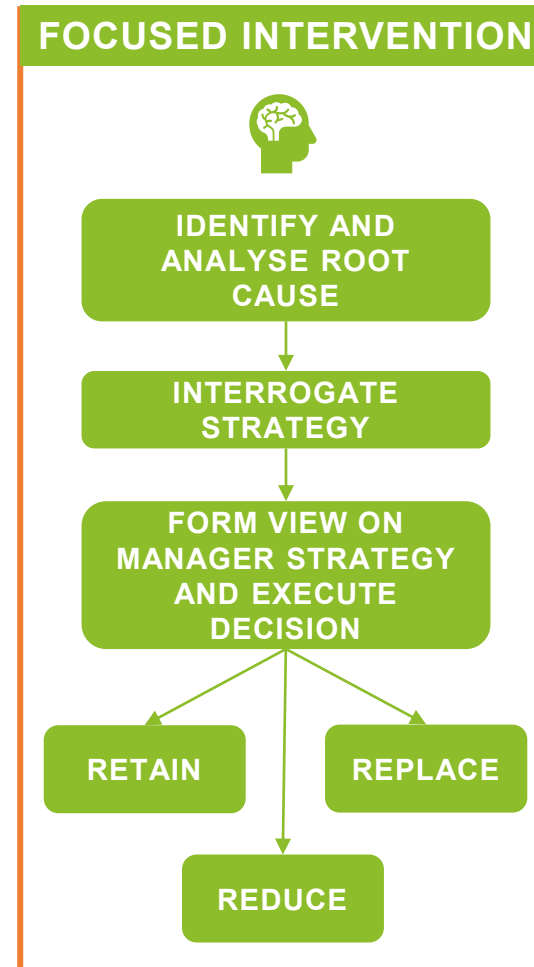 FOCUSED INTERVENTION
IDENTIFY AND
ANALYSE ROOT
CAUSE
INTERROGATE
STRATEGY
FORM VIEW ON
MANAGER STRATEGY
AND EXECUTE
DECISION
RETAIN
REPLACE
REDUCE